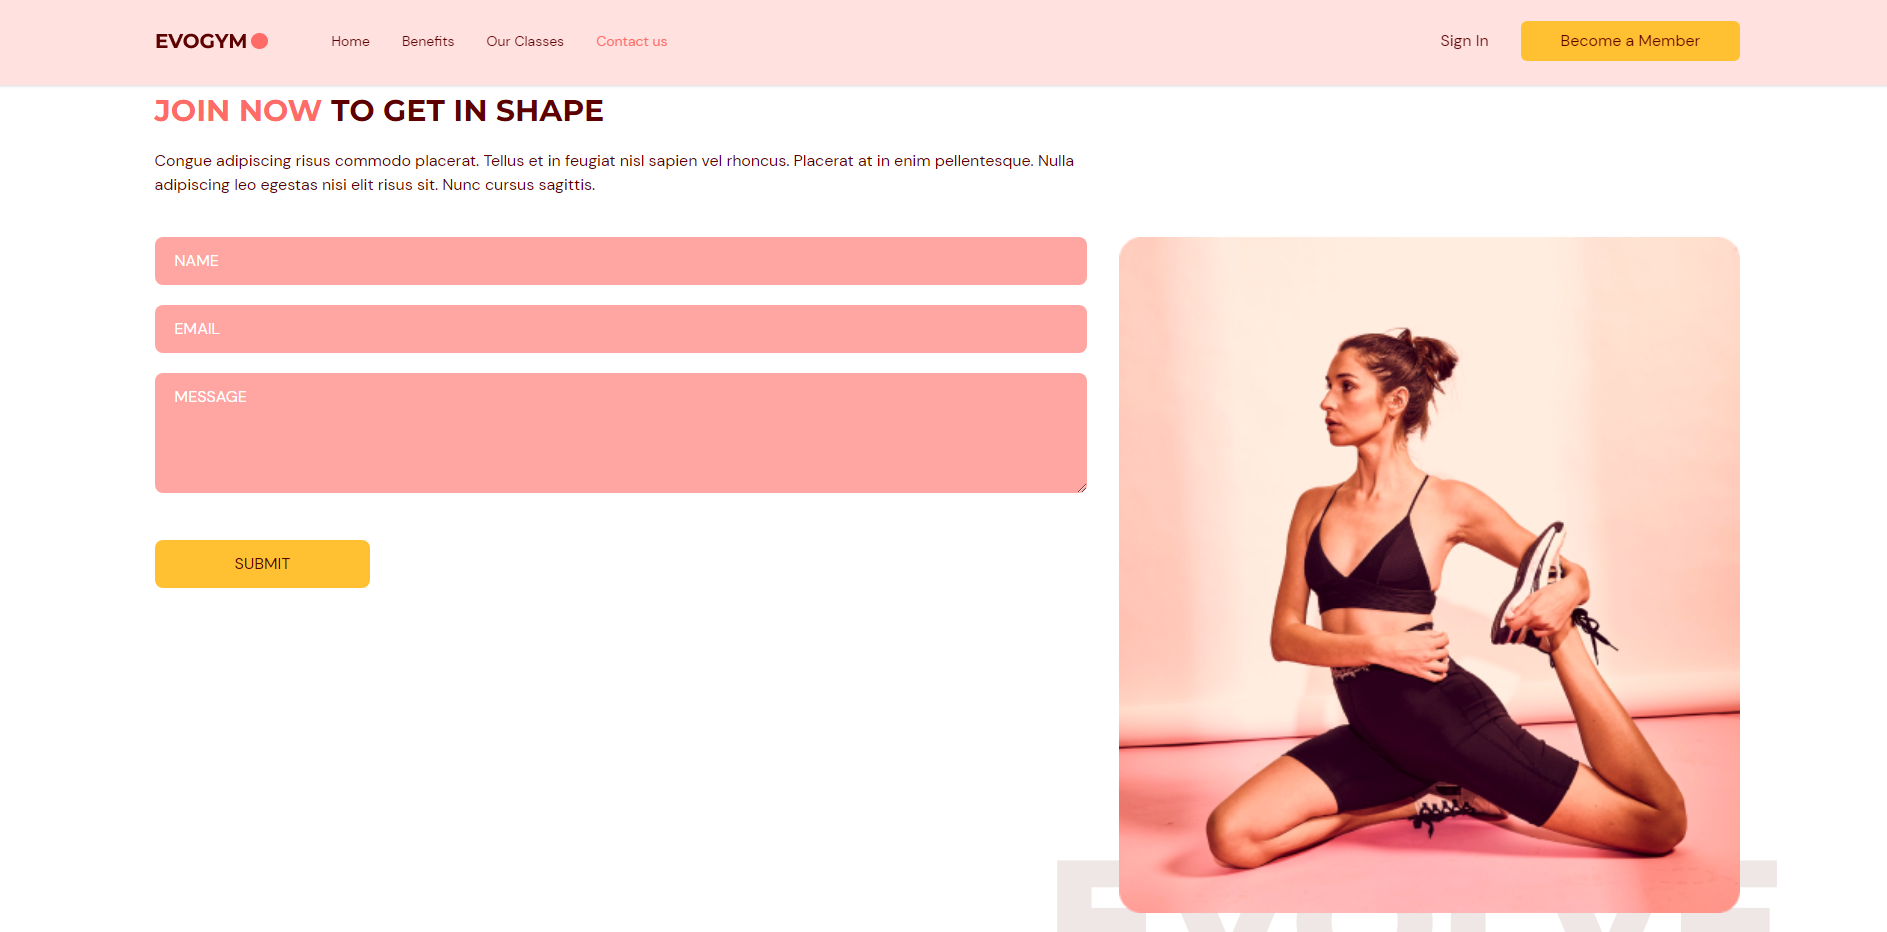 EVOGYM
Home
Benefits
Our Classes
Contact us
Sign In
Become a Member
JOIN NOW TO GET IN SHAPE
Congue adipiscing risus commodo placerat. Tellus et in feugiat nisl sapien vel rhoncus. Placerat at in enim pellentesque. Nulla
adipiscing leo egestas nisi elit risus sit. Nunc cursus sagittis.
NAME
EMAIL
MESSAGE
SUBMIT
EVOLVE